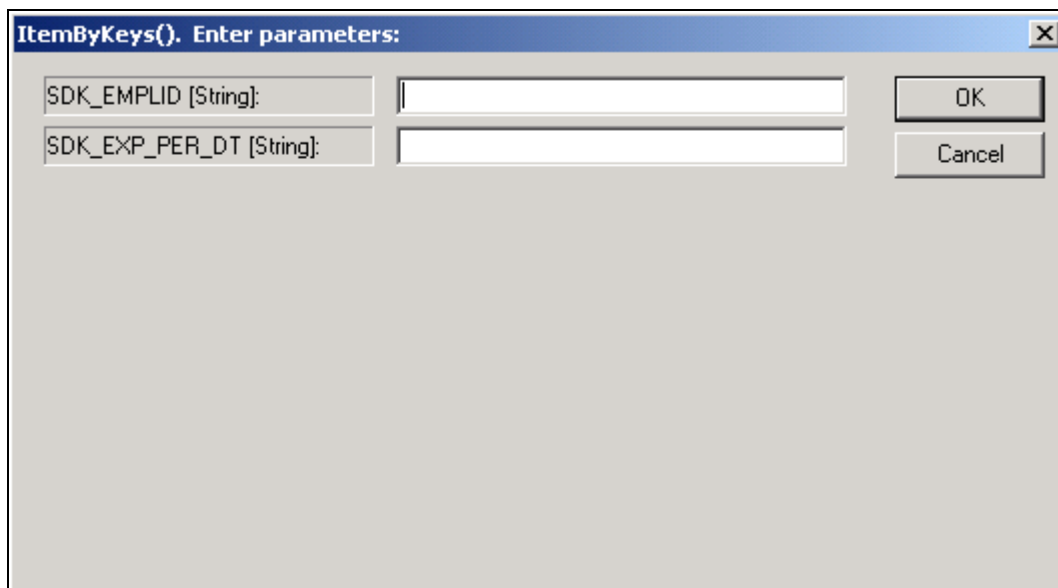 ItemByKeys().  Enter parameters:
SDK_EMPLID [String]:
OK
SDK_EXP_PER_DT [String]:
Cancel